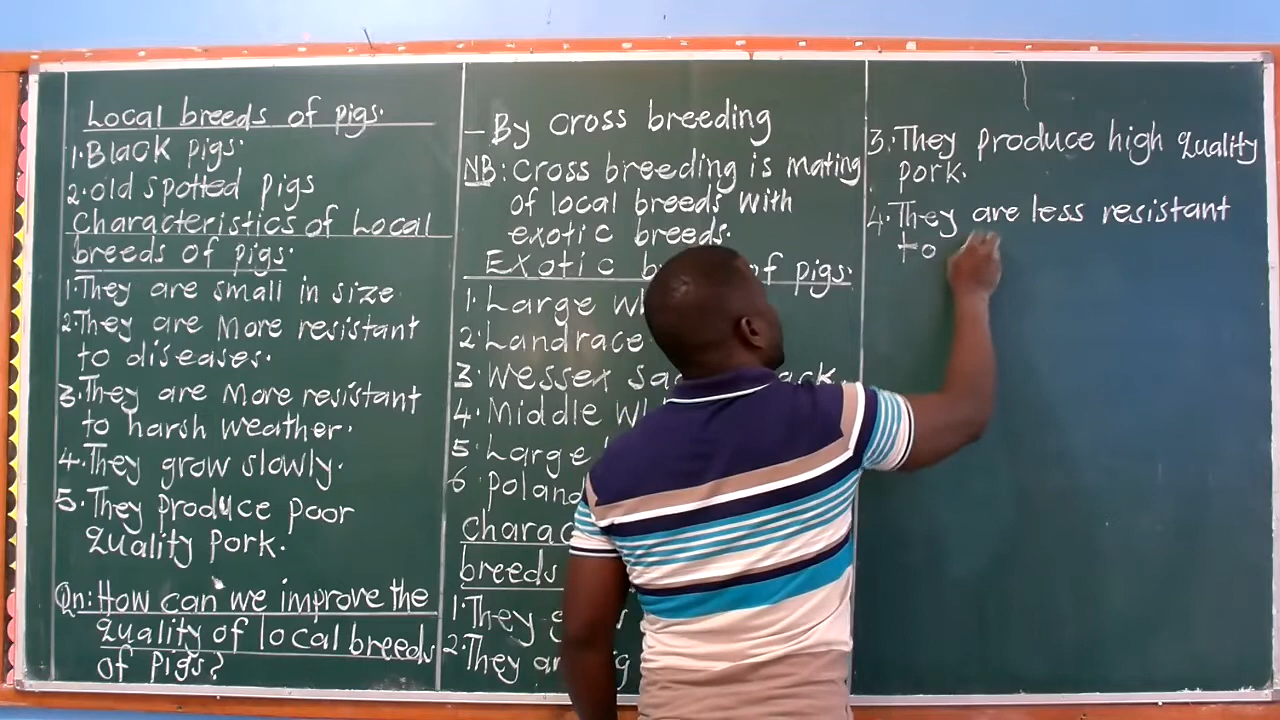 Local breeds of pigs.
1. Black pigs.
2. old spotted pigs
Characteristics of Local
breeds of pigs.
1. They are small in size
2. They are More resistant
to diseases.
3. They are More resistant
to harsh weather.
4. They grow slowly.
5. They produce poor
quality pork.
Qn: How can we improve the
quality of local breeds
of pigs?
- By cross breeding
NB: Cross breeding is mating
of local breeds with
exotic breeds.
Exotic of pigs.
1. Large
2. Landrace
3. Wessex
4. Middle
5. Large
6. Poland
breeds
1. They
2. They
3. They produce high quality
pork.
4. They are less resistant
to